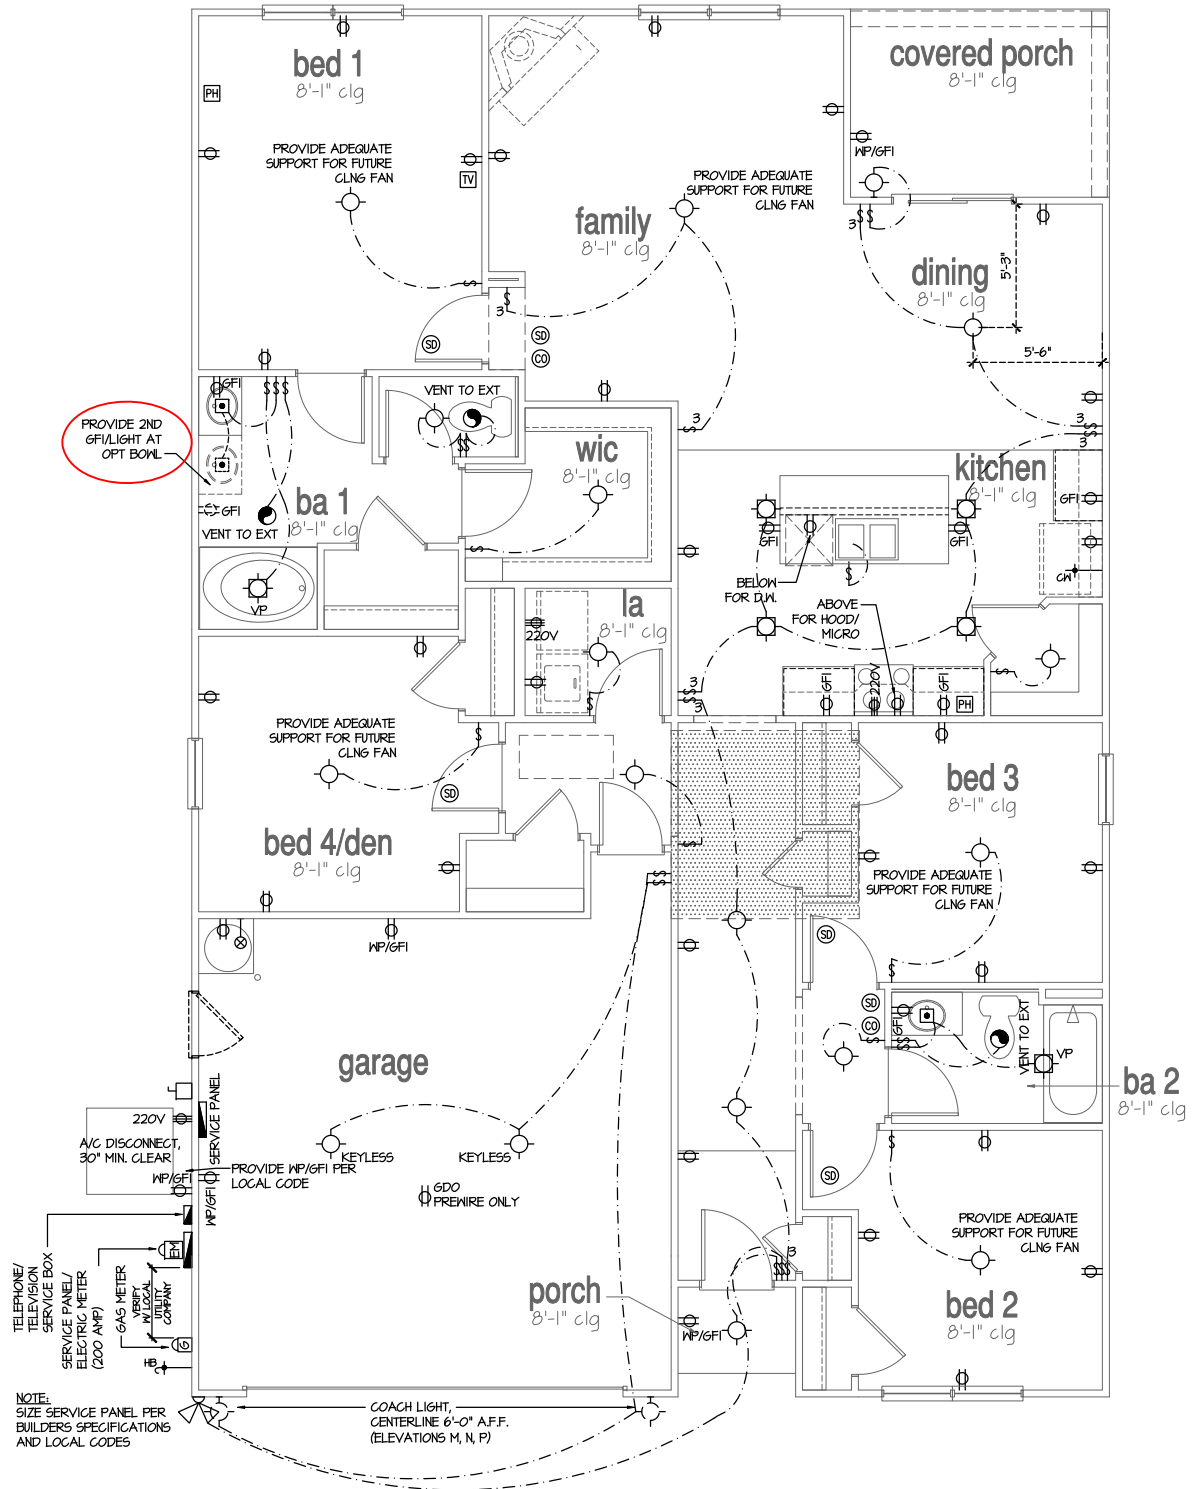 bed 1
8'-1" clg
covered porch
8'-1" clg
PH
PROVIDE ADEQUATE
SUPPORT FOR FUTURE
CLNG FAN
TV
WP/GFI
PROVIDE ADEQUATE
SUPPORT FOR FUTURE
CLNG FAN
family
8'-1" clg
3
dining
8'-1" clg
5'-3"
3
SD
SD
CO
5'-6"
GFI
VENT TO EXT
PROVIDE 2ND
GFI/LIGHT AT
OPT BOWL
wic
8'-1" clg
3
3
3
kitchen
8'-1" clg
GFI
ba 1
8'-1" clg
GFI
VENT TO EXT
GFI
GFI
VP
BELOW
FOR D.W.
CW
ABOVE
FOR HOOD/
MICRO
la
8'-1" clg
220V
GFI
220V
GFI
PH
3
3
PROVIDE ADEQUATE
SUPPORT FOR FUTURE
CLNG FAN
SD
bed 3
8'-1" clg
bed 4/den
8'-1" clg
PROVIDE ADEQUATE
SUPPORT FOR FUTURE
CLNG FAN
WP/GFI
SD
SD
CO
GFI
VENT TO EXT
VP
garage
ba 2
8'-1" clg
220V
SERVICE PANEL
A/C DISCONNECT,
30" MIN. CLEAR
KEYLESS
KEYLESS
WP/GFI
PROVIDE WP/GFI PER
LOCAL CODE
WP/GFI
GDO
PREWIRE ONLY
SD
PROVIDE ADEQUATE
SUPPORT FOR FUTURE
CLNG FAN
TELEPHONE/
TELEVISION
SERVICE BOX
SERVICE PANEL/
ELECTRIC METER
(200 AMP)
EM
GAS METER
VERIFY
W/ LOCAL
UTILITY
COMPANY
G
HB
3
porch
8'-1" clg
WP/GFI
bed 2
8'-1" clg
NOTE:
SIZE SERVICE PANEL PER
BUILDERS SPECIFICATIONS
AND LOCAL CODES
COACH LIGHT,
CENTERLINE 6'-0" A.F.F.
(ELEVATIONS M, N, P)